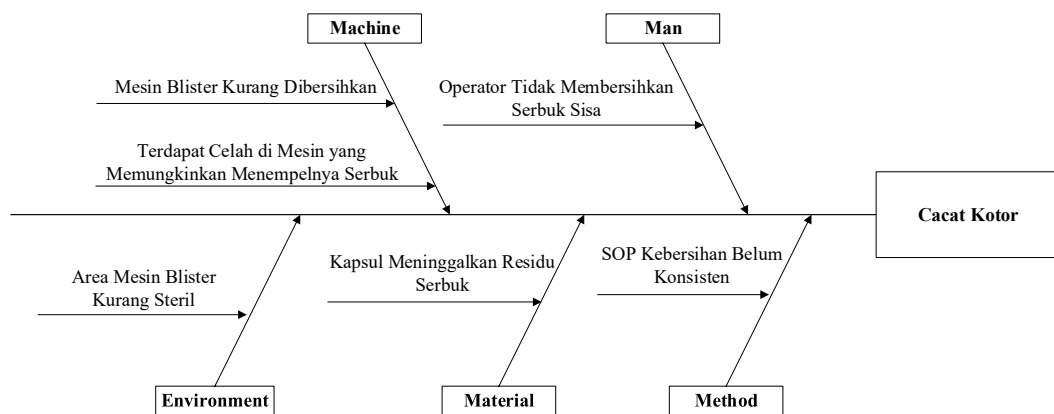 Machine
Man
Mesin Blister Kurang Dibersihkan
Operator Tidak Membersihkan
Serbuk Sisa
Terdapat Celah di Mesin yang
Memungkinkan Menempelnya Serbuk
Cacat Kotor
Area Mesin Blister
Kurang Steril
Kapsul Meninggalkan Residu
Serbuk
SOP Kebersihan Belum
Konsisten
Environment
Material
Method